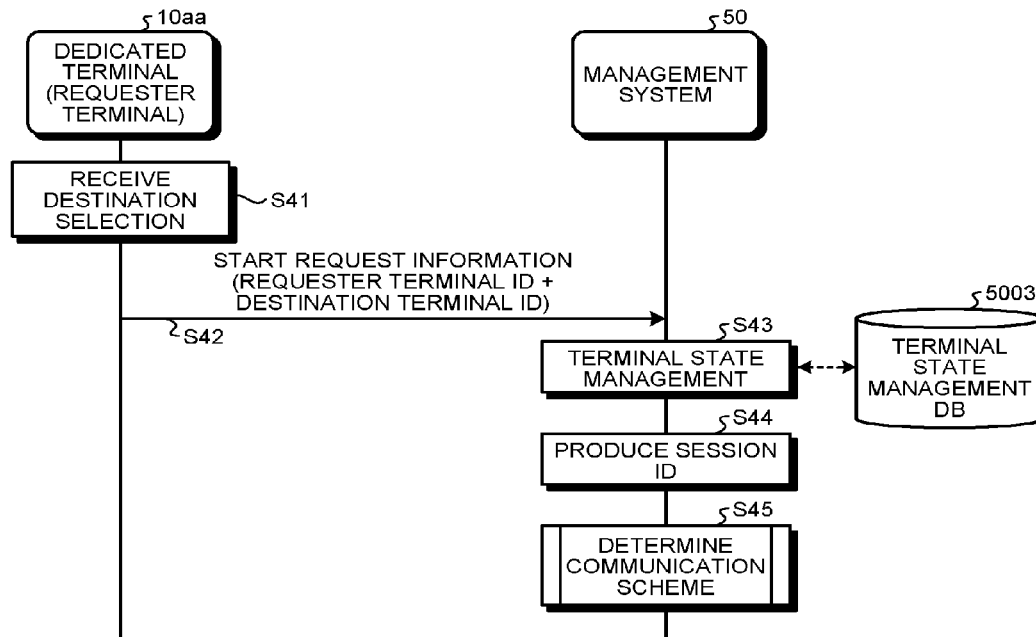 10aa
DEDICATED
TERMINAL
(REQUESTER
TERMINAL)
50
MANAGEMENT
SYSTEM
RECEIVE
DESTINATION
SELECTION
S41
START REQUEST INFORMATION
(REQUESTER TERMINAL ID +
DESTINATION TERMINAL ID)
S42
S43
TERMINAL STATE
MANAGEMENT
5003
TERMINAL
STATE
MANAGEMENT
DB
S44
PRODUCE SESSION
ID
S45
DETERMINE
COMMUNICATION
SCHEME